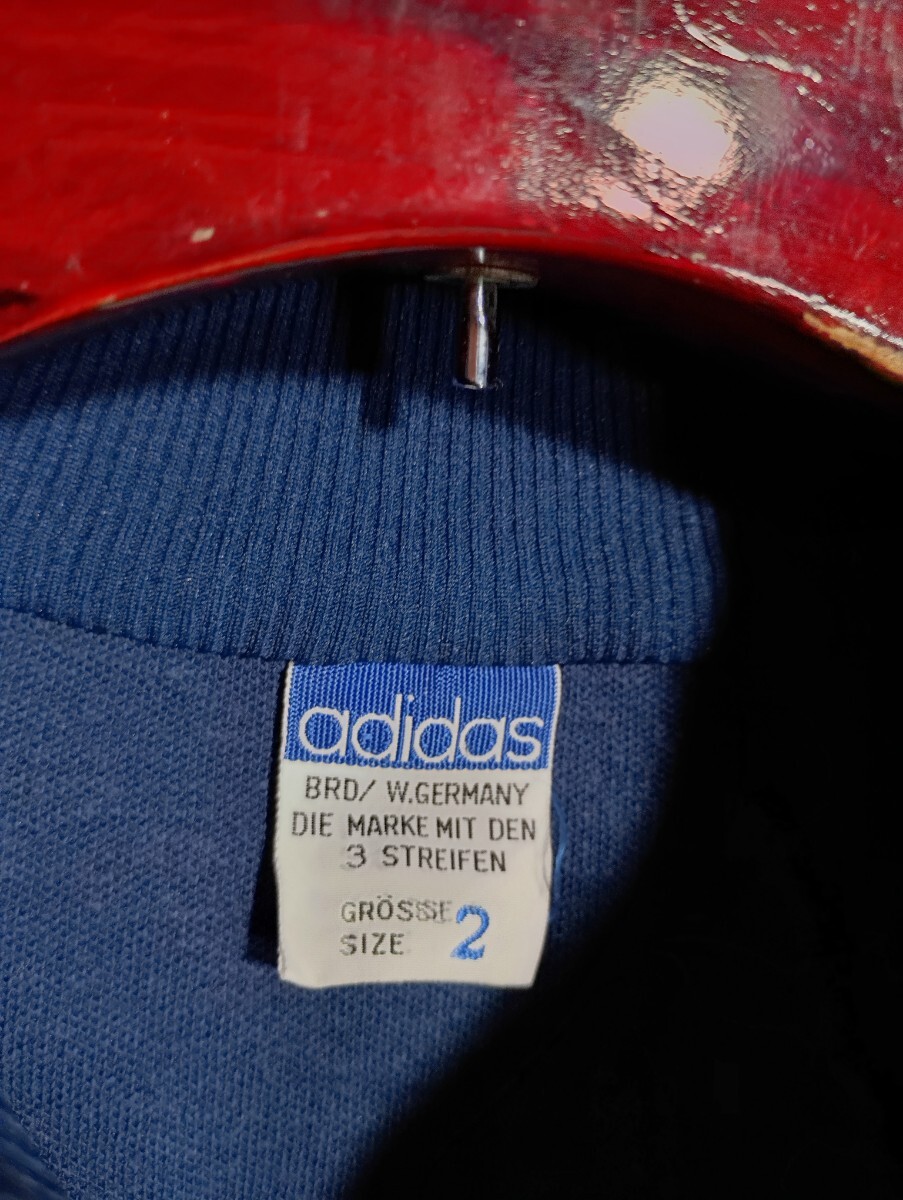 adidas
BRD/ W.GERMANY
DIE MARKE MIT DEN
3 STREIFEN
GRÖSSE
SIZE 2